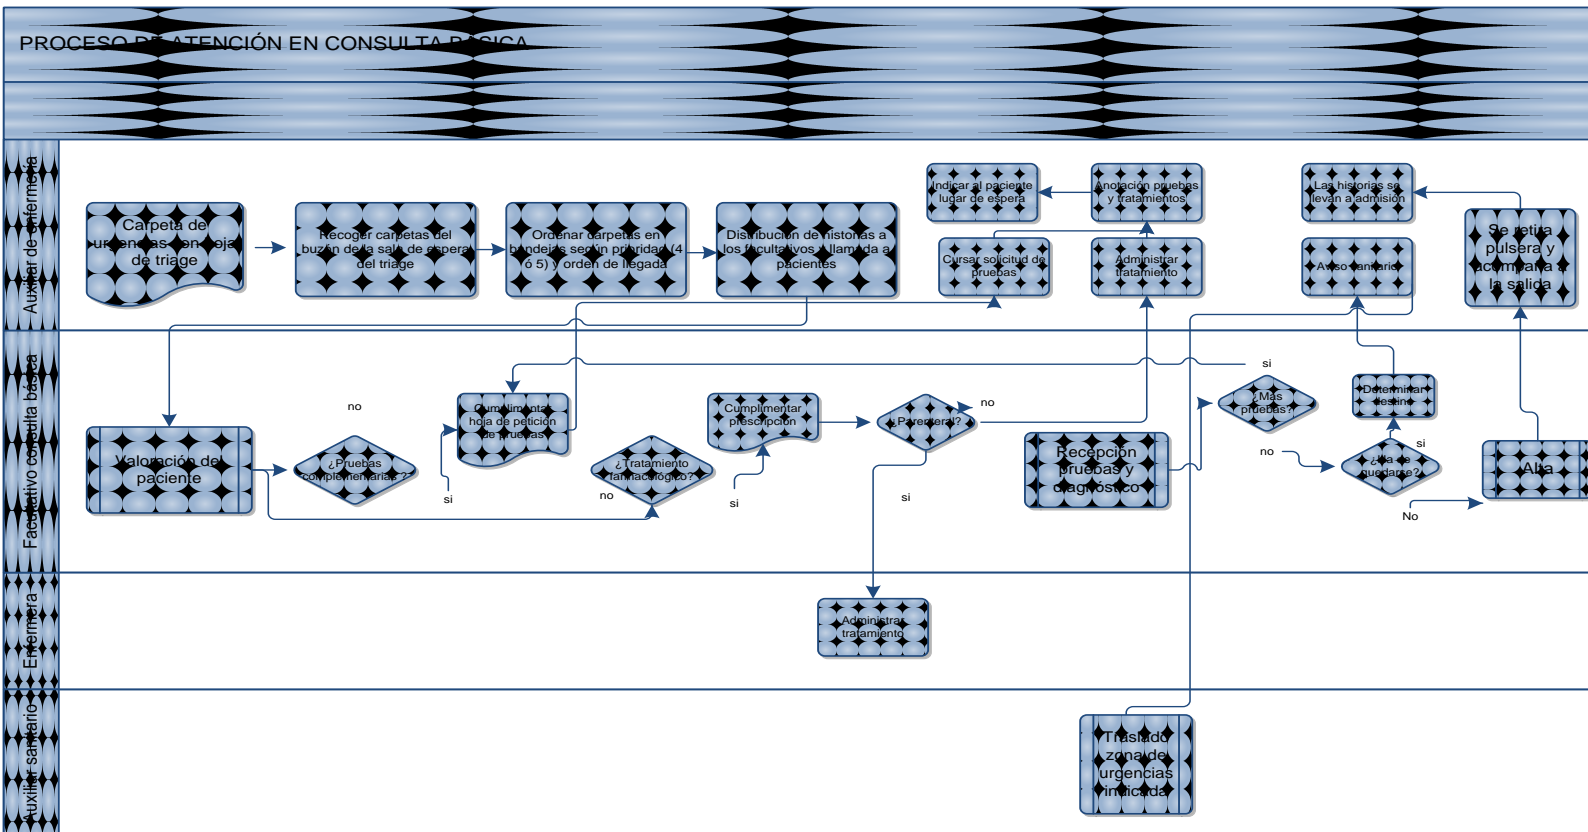 PROCESO DE ATENCIÓN EN CONSULTA BÁSICA
Auxiliar de enfermería
Carpeta de
urgencias con hoja
de triage
Recoger carpetas del
buzón de la sala de espera
del triage
Ordenar carpetas en
bandejas según prioridad (4
ó 5) y orden de llegada
Distribución de historias a
los facultativos y llamada a
pacientes
Indicar al paciente
lugar de espera
Anotación pruebas
y tratamientos
Cursar solicitud de
pruebas
Administrar
tratamiento
Las historias se
llevan a admisión
Aviso sanitario
Se retira
pulsera y
acompaña a
la salida
Facultativo consulta básica
Valoración del
paciente
no
¿Pruebas
complementarias ?
si
Cumplimentar
hoja de petición
de pruebas
¿Tratamiento
farmacológico?
no
si
Cumplimentar
prescripción
¿Parenteral?
no
si
Recepción
pruebas y
diagnóstico
si
¿Más
pruebas?
no
Determinar
destino
si
¿Ha de
quedarse?
No
Alta
Enfermera
Administrar
tratamiento
Auxiliar sanitario
Traslado
zona de
urgencias
indicada